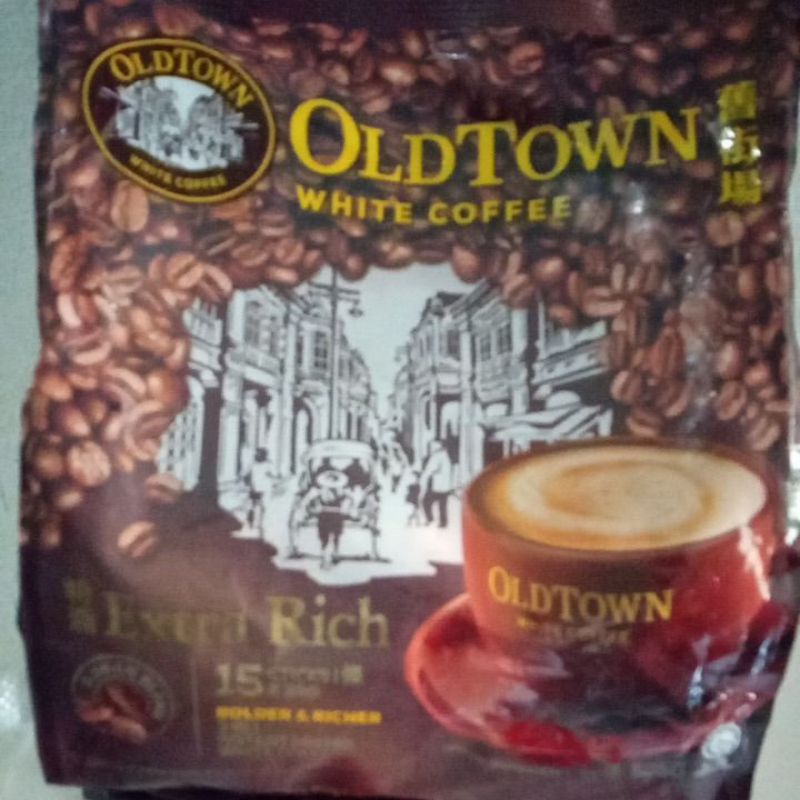 OLDTOWN
WHITE COFFEE
OLDTOWN
WHITE COFFEE
舊街場
OLDTOWN
Extra Rich
15
BOLDER & RICHER